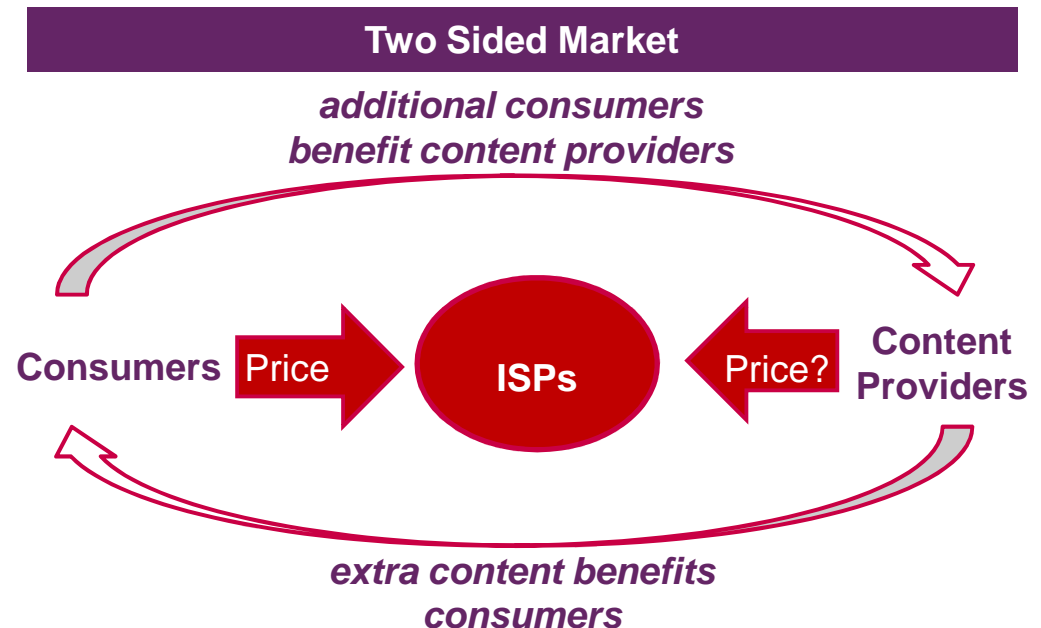 Two Sided Market
additional consumers
benefit content providers
Consumers
Price
ISPs
Price?
Content
Providers
extra content benefits
consumers